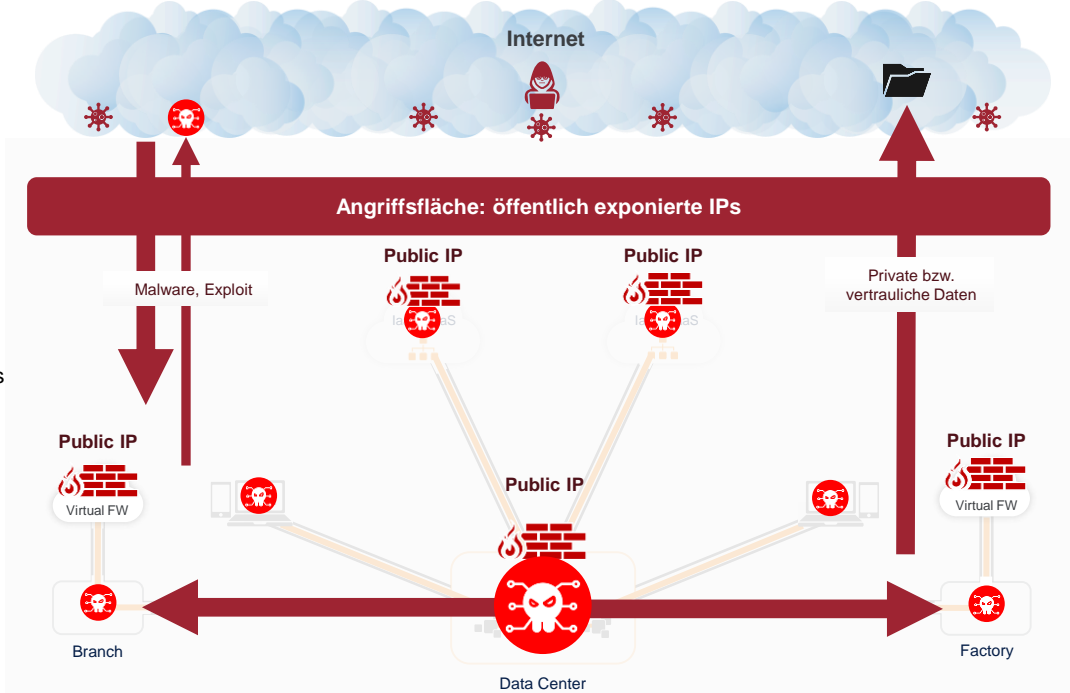 Internet
Angriffsfläche: öffentlich exponierte IPs
Public IP
Public IP
Malware, Exploit
Private bzw.
vertrauliche Daten
s
Public IP
Virtual FW
Public IP
Public IP
Virtual FW
Branch
Factory
Data Center